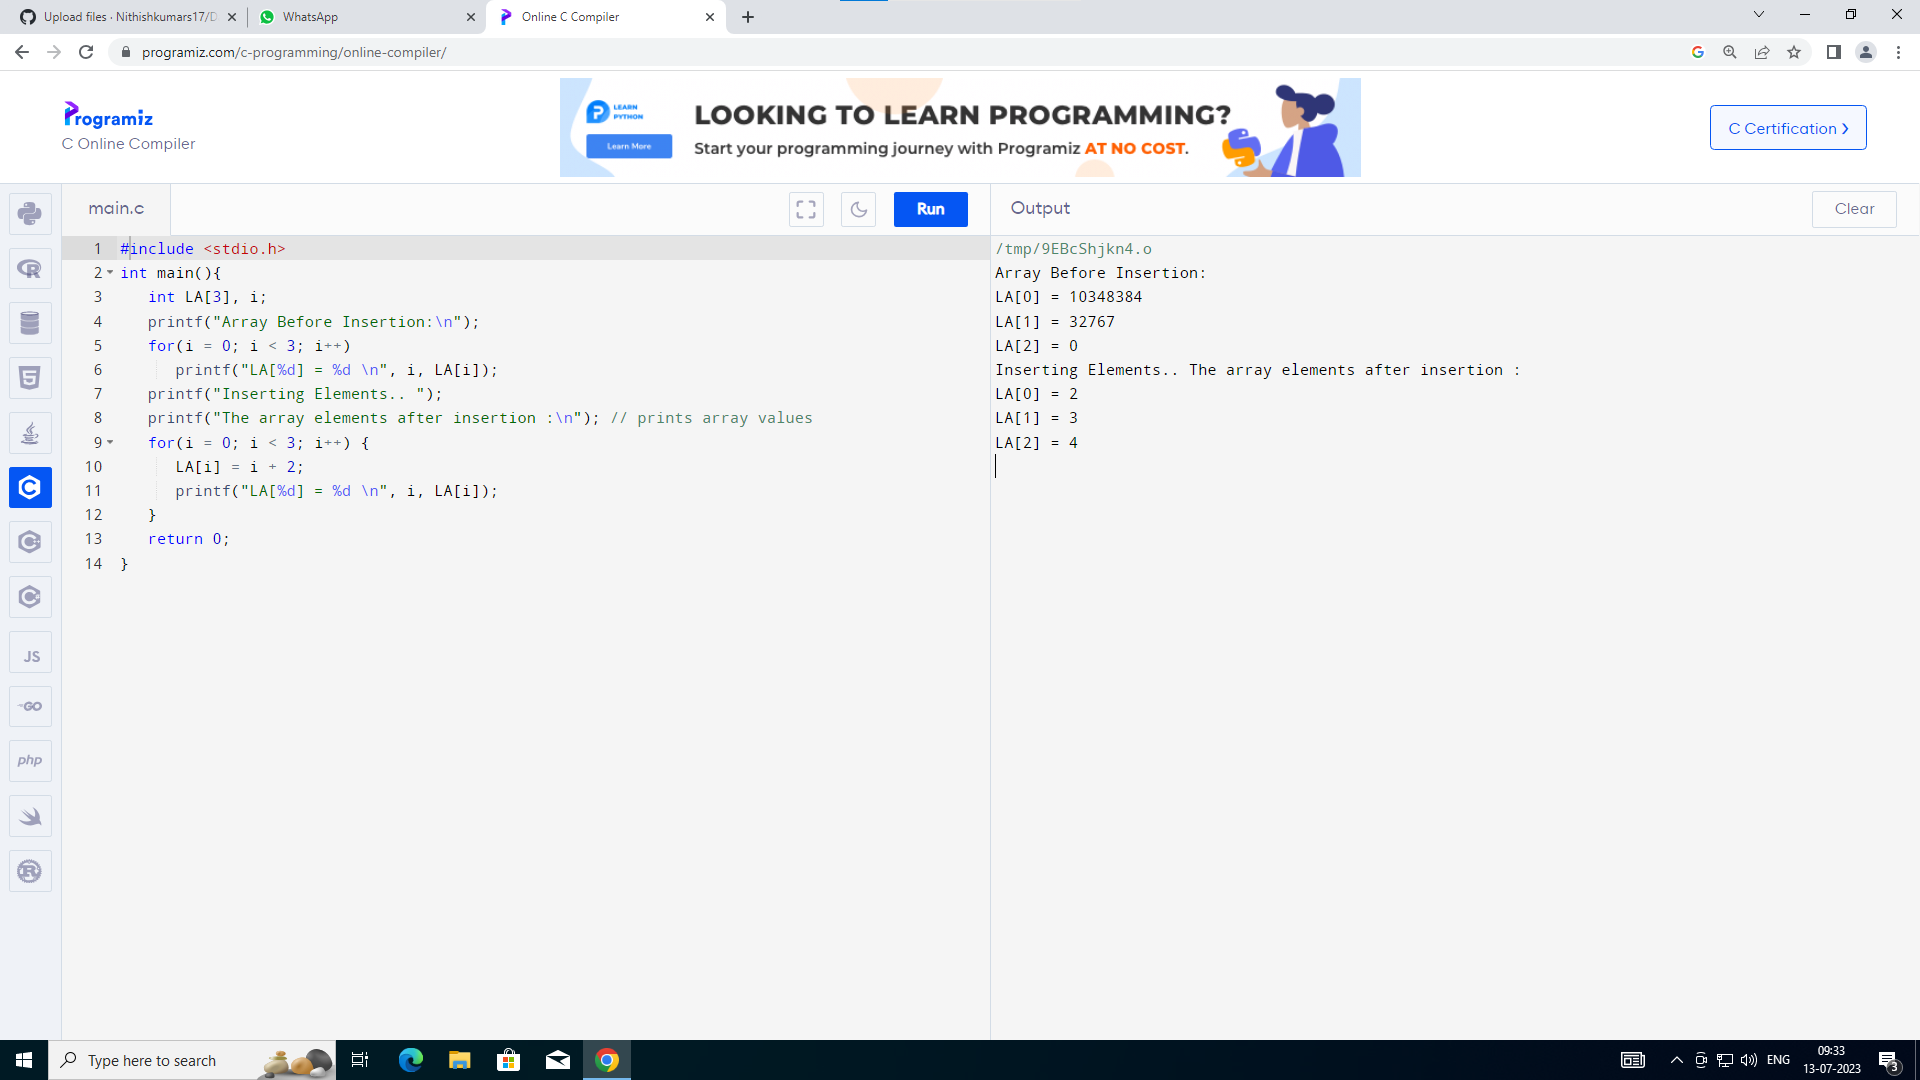 Upload files · Nithishkumars17/D
WhatsApp
Online C Compiler
programiz.com/c-programming/online-compiler/
Programiz
C Online Compiler
LEARN
PYTHON
Learn More
LOOKING TO LEARN PROGRAMMING?
Start your programming journey with Programiz AT NO COST.
C Certification
main.c
Run
Output
Clear
1 #include <stdio.h>
2 int main(){
3 int LA[3], i;
4 printf("Array Before Insertion:\n");
5 for(i = 0; i < 3; i++)
6 printf("LA[%d] = %d \n", i, LA[i]);
7 printf("Inserting Elements.. ");
8 printf("The array elements after insertion :\n"); // prints array values
9 for(i = 0; i < 3; i++) {
10 LA[i] = i + 2;
11 printf("LA[%d] = %d \n", i, LA[i]);
12 }
13 return 0;
14 }
/tmp/9EBcShjkn4.o
Array Before Insertion:
LA[0] = 10348384
LA[1] = 32767
LA[2] = 0
Inserting Elements.. The array elements after insertion :
LA[0] = 2
LA[1] = 3
LA[2] = 4
JS
GO
php
Type here to search
ENG
09:33
13-07-2023
3